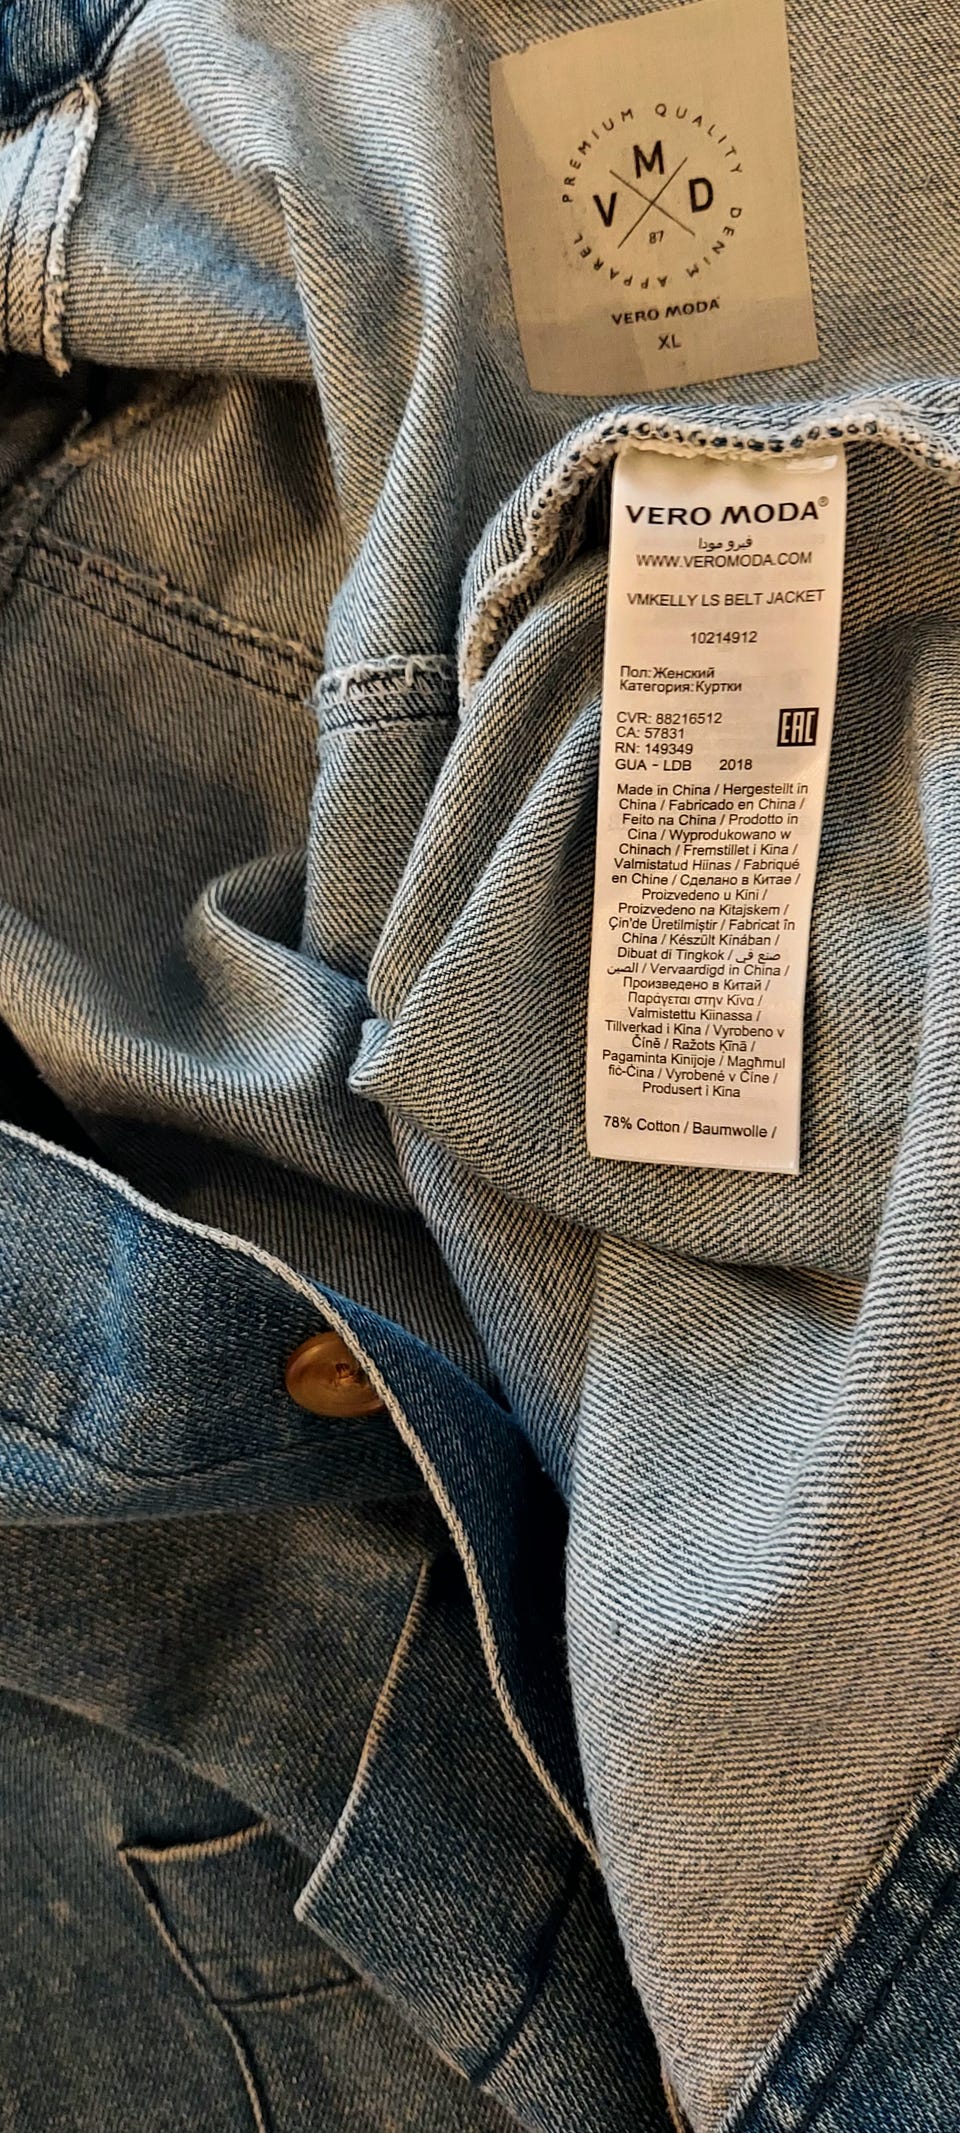 PREMIUM QUALITY
DENIM APPAREL
V M D
87
VERO MODA
XL
VERO MODA®
فيرو مودا
WWW.VEROMODA.COM
VMKELLY LS BELT JACKET
10214912
Пол:Женский
Категория:Куртки
CVR: 88216512
CA: 57831
EAC
RN: 149349
GUA - LDB 2018
Made in China / Hergesteilt in
China / Fabricado en China /
Feito na China / Prodotto in
Cina / Wyprodukowano w
Chinach / Fremstillet i Kina /
Valmistatud Hiinas / Fabriqué
en Chine / Сделано в Китае /
Proizvedeno u Kini /
Proizvedeno na Kitajskem /
Çin'de Üretilmiştir / Fabricat în
China / Készült Kínában /
Dibuat di Tingkok / صنع في
الصين / Vervaardigd in China /
Произведено в Китай /
Παράγεται στην Κίνα /
Valmistettu Kiinassa /
Tillverkad i Kina / Vyrobeno v
Číně / Ražots Ķīnā /
Pagaminta Kinijoje / Magħmul
fiċ-Ċina / Vyrobené v Číne /
Produsert i Kina
78% Cotton / Baumwolle /